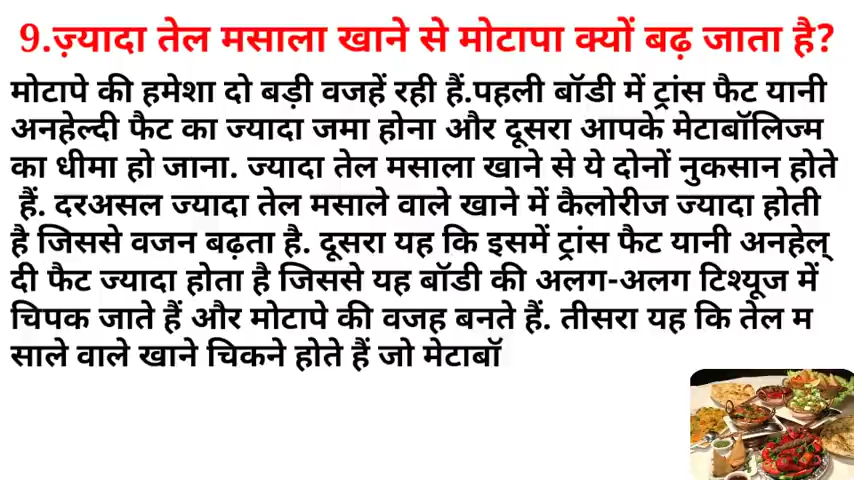 9.ज़्यादा तेल मसाला खाने से मोटापा क्यों बढ़ जाता है?
मोटापे की हमेशा दो बड़ी वजहें रही हैं.पहली बॉडी में ट्रांस फैट यानी
अनहेल्दी फैट का ज्यादा जमा होना और दूसरा आपके मेटाबॉलिज्म
का धीमा हो जाना. ज्यादा तेल मसाला खाने से ये दोनों नुकसान होते
हैं. दरअसल ज्यादा तेल मसाले वाले खाने में कैलोरीज ज्यादा होती
है जिससे वजन बढ़ता है. दूसरा यह कि इसमें ट्रांस फैट यानी अनहेल्
दी फैट ज्यादा होता है जिससे यह बॉडी की अलग-अलग टिश्यूज में
चिपक जाते हैं और मोटापे की वजह बनते हैं. तीसरा यह कि तेल म
साले वाले खाने चिकने होते हैं जो मेटाबॉ